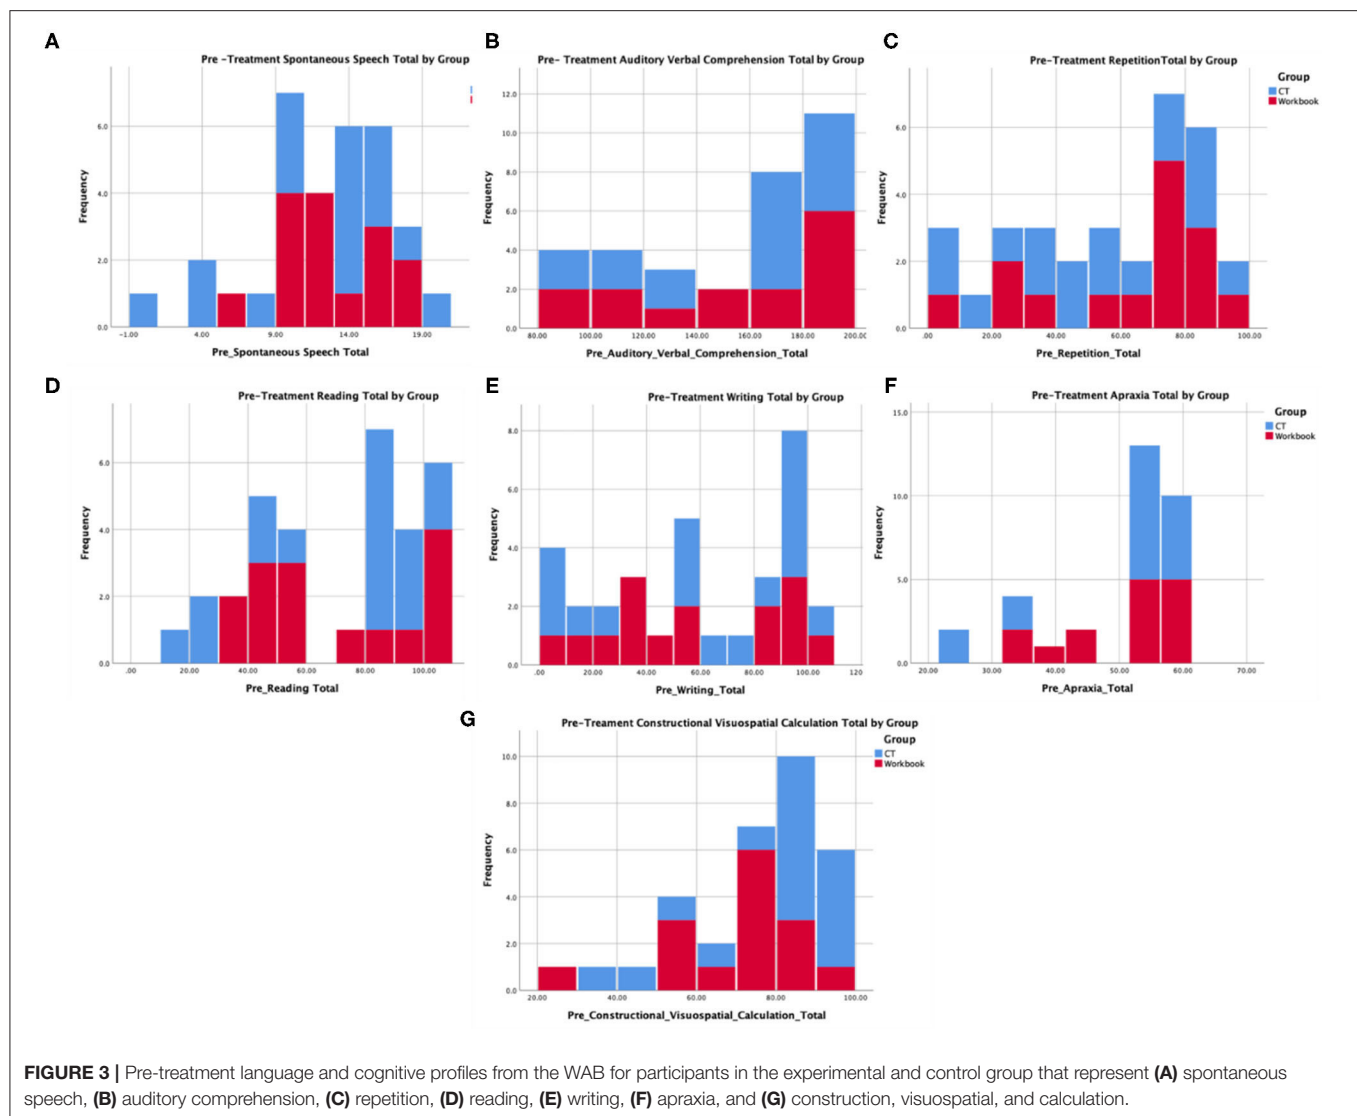 A
Pre -Treatment Spontaneous Speech Total by Group
Frequency
6.0
4.0
2.0
0.0
-1.00 4.00 9.00 14.00 19.00
Pre_Spontaneous Speech Total
B
Pre- Treatment Auditory Verbal Comprehension Total by Group
Frequency
12.0
10.0
8.0
6.0
4.0
2.0
0.0
80.00 100.00 120.00 140.00 160.00 180.00 200.00
Pre_Auditory_Verbal_Comprehension_Total
C
Pre-Treatment RepetitionTotal by Group
Group
CT
Workbook
Frequency
6.0
4.0
2.0
0.0
.00 20.00 40.00 60.00 80.00 100.00
Pre_Repetition_Total
D
Pre-Treatment Reading Total by Group
Frequency
6.0
4.0
2.0
0.0
.00 20.00 40.00 60.00 80.00 100.00
Pre_Reading Total
E
Pre-Treatment Writing Total by Group
Frequency
8.0
6.0
4.0
2.0
0.0
.00 20.00 40.00 60.00 80.00 100.00 120
Pre_Writing_Total
F
Pre-Treatment Apraxia Total by Group
Group
CT
Workbook
Frequency
15.0
10.0
5.0
0.0
20.00 30.00 40.00 50.00 60.00 70.00
Pre_Apraxia_Total
G
Pre-Treament Constructional Visuospatial Calculation Total by Group
Group
CT
Workbook
Frequency
10.0
8.0
6.0
4.0
2.0
0.0
20.00 40.00 60.00 80.00 100.00
Pre_Constructional_Visuospatial_Calculation_Total
FIGURE 3 | Pre-treatment language and cognitive profiles from the WAB for participants in the experimental and control group that represent (A) spontaneous
speech, (B) auditory comprehension, (C) repetition, (D) reading, (E) writing, (F) apraxia, and (G) construction, visuospatial, and calculation.